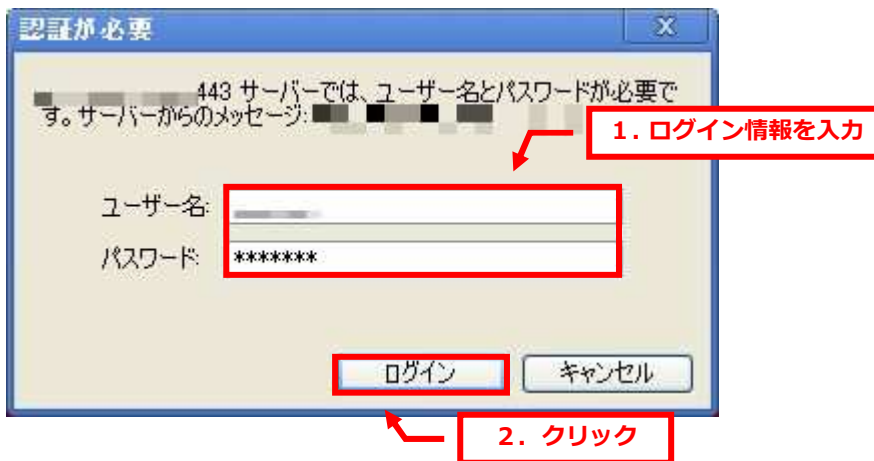 認証が必要
X
443 サーバーでは、ユーザー名とパスワードが必要で
す。サーバーからのメッセージ:
1. ログイン情報を入力
ユーザー名:
パスワード: *******
ログイン キャンセル
2. クリック